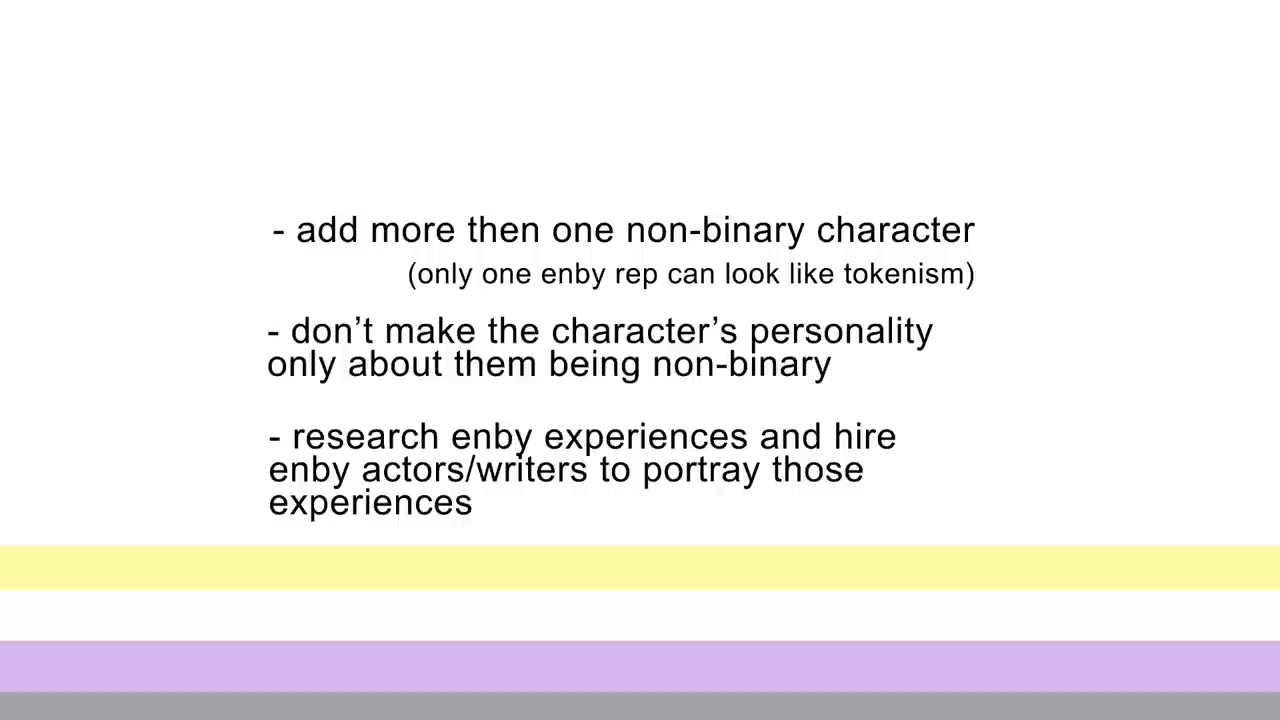 - add more then one non-binary character
(only one enby rep can look like tokenism)
- don’t make the character’s personality
only about them being non-binary
- research enby experiences and hire
enby actors/writers to portray those
experiences